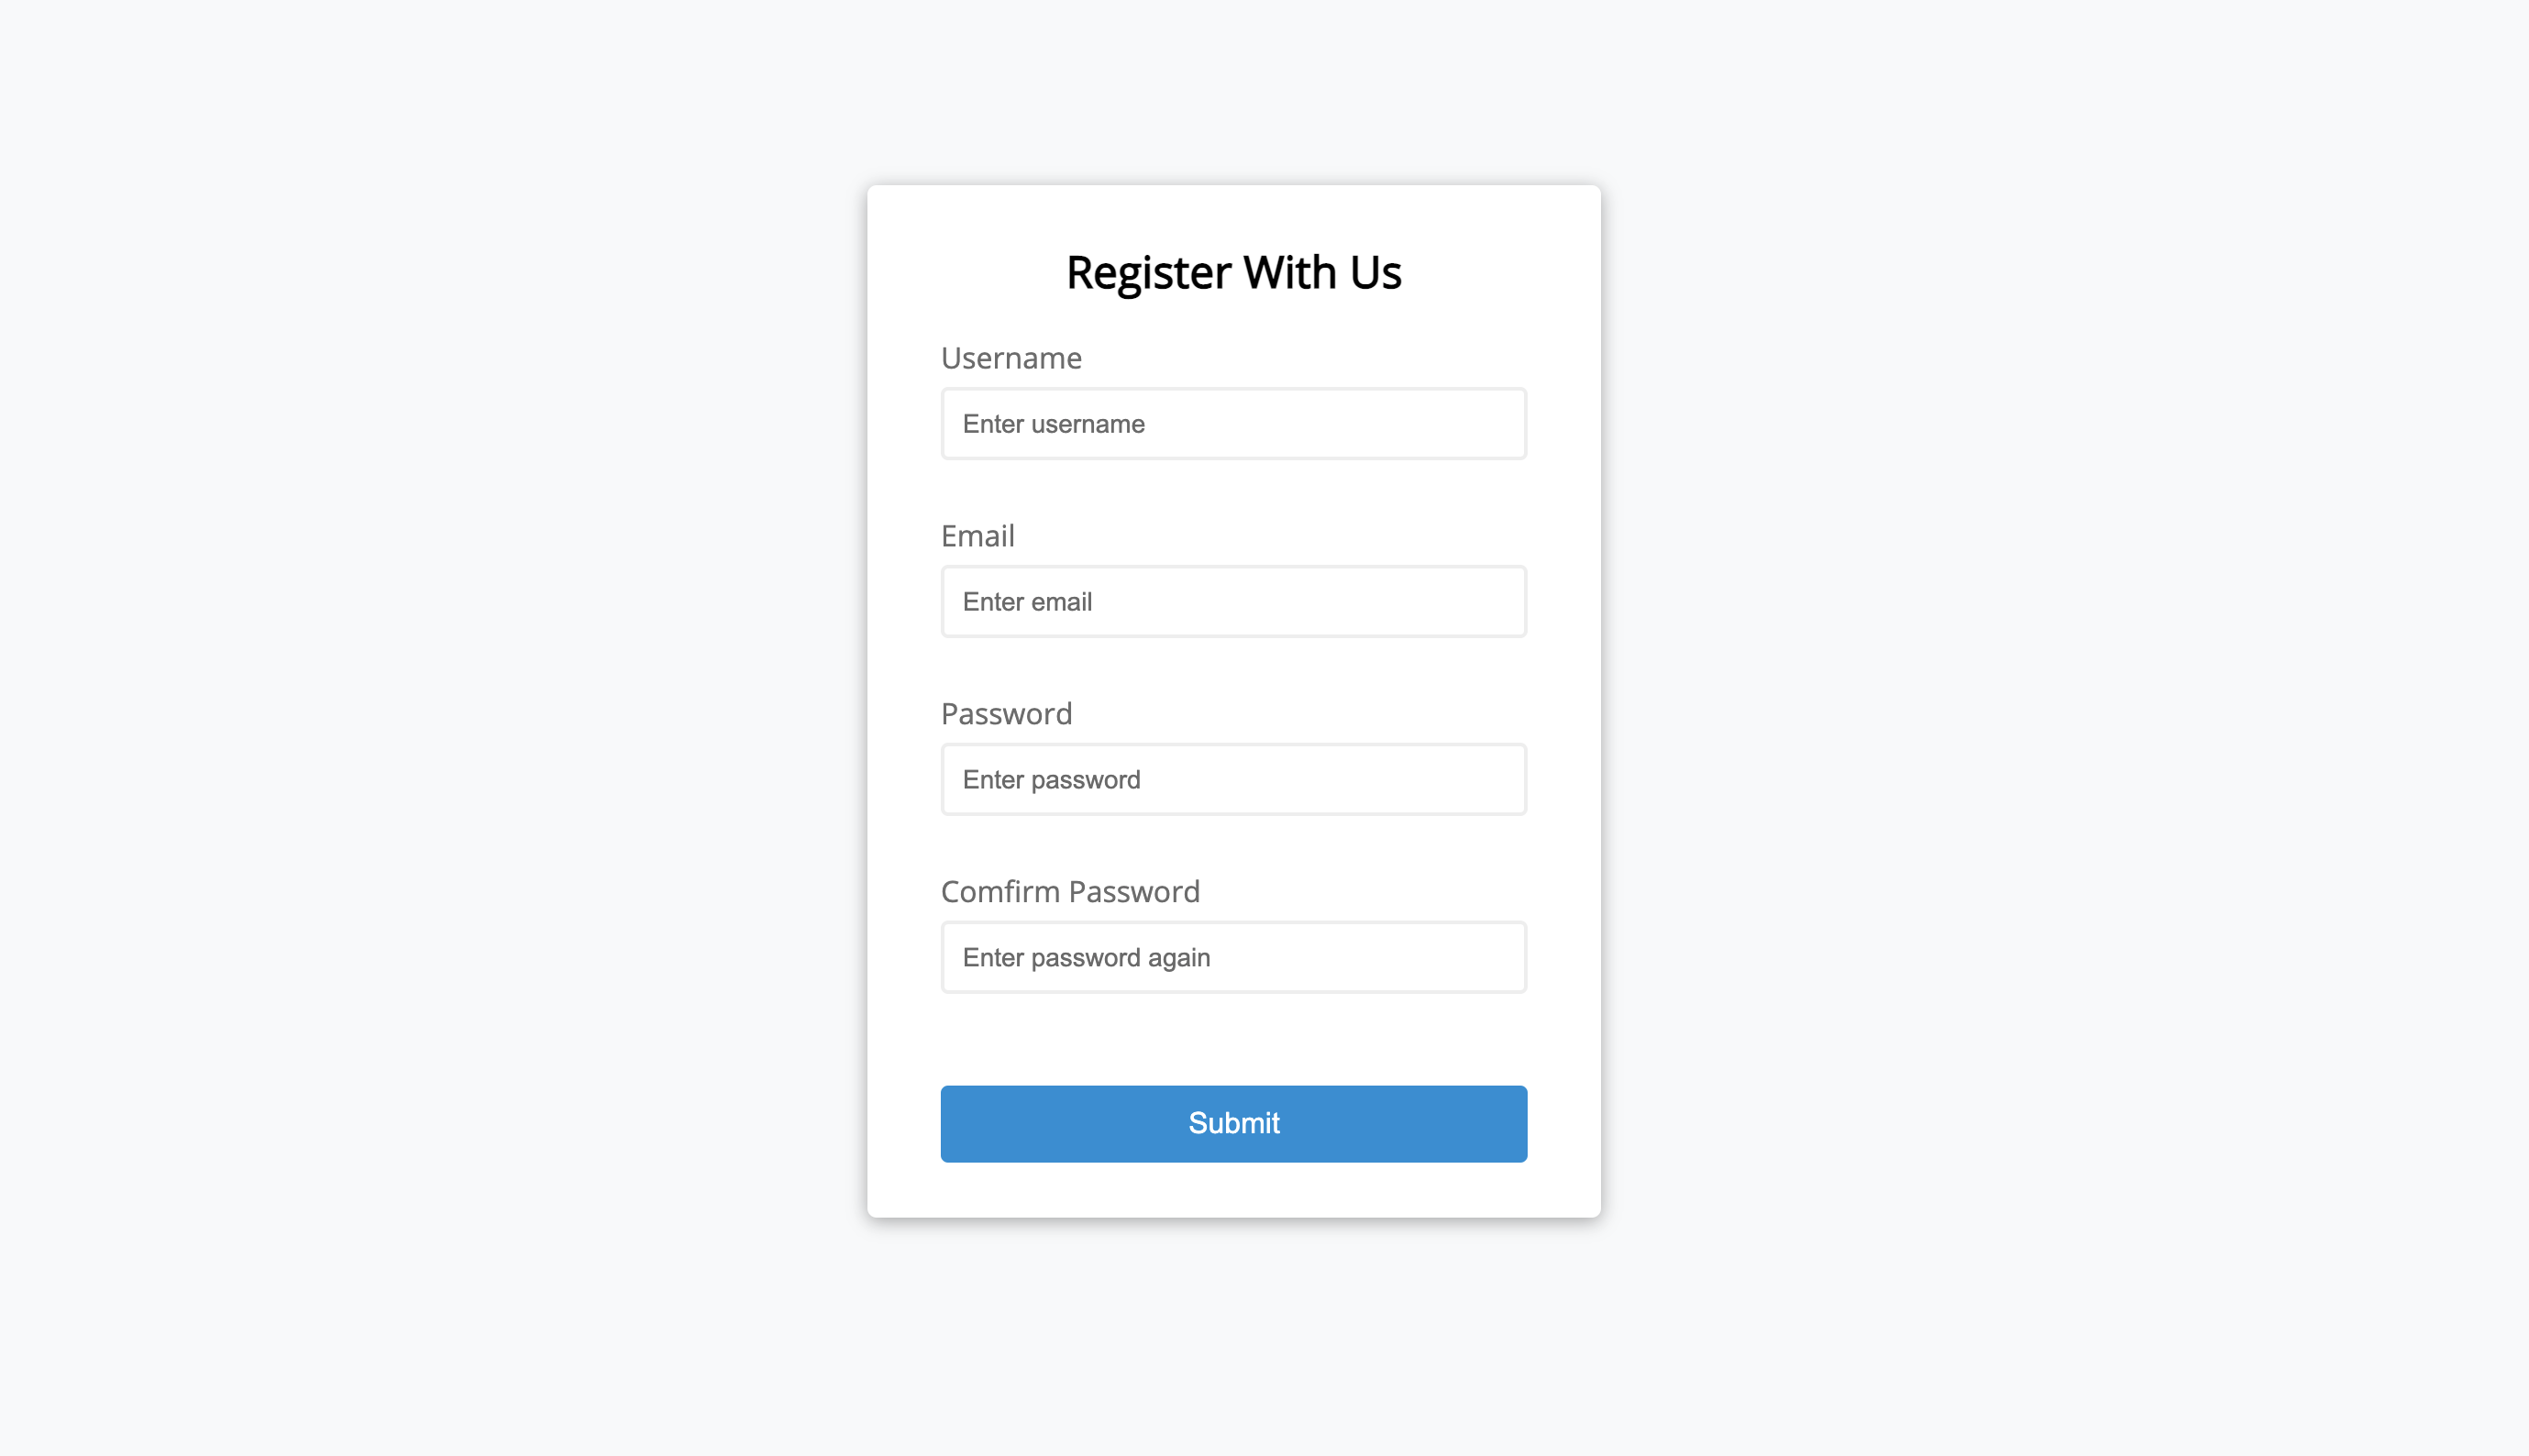 Register With Us
Username
Enter username
Email
Enter email
Password
Enter password
Comfirm Password
Enter password again
Submit